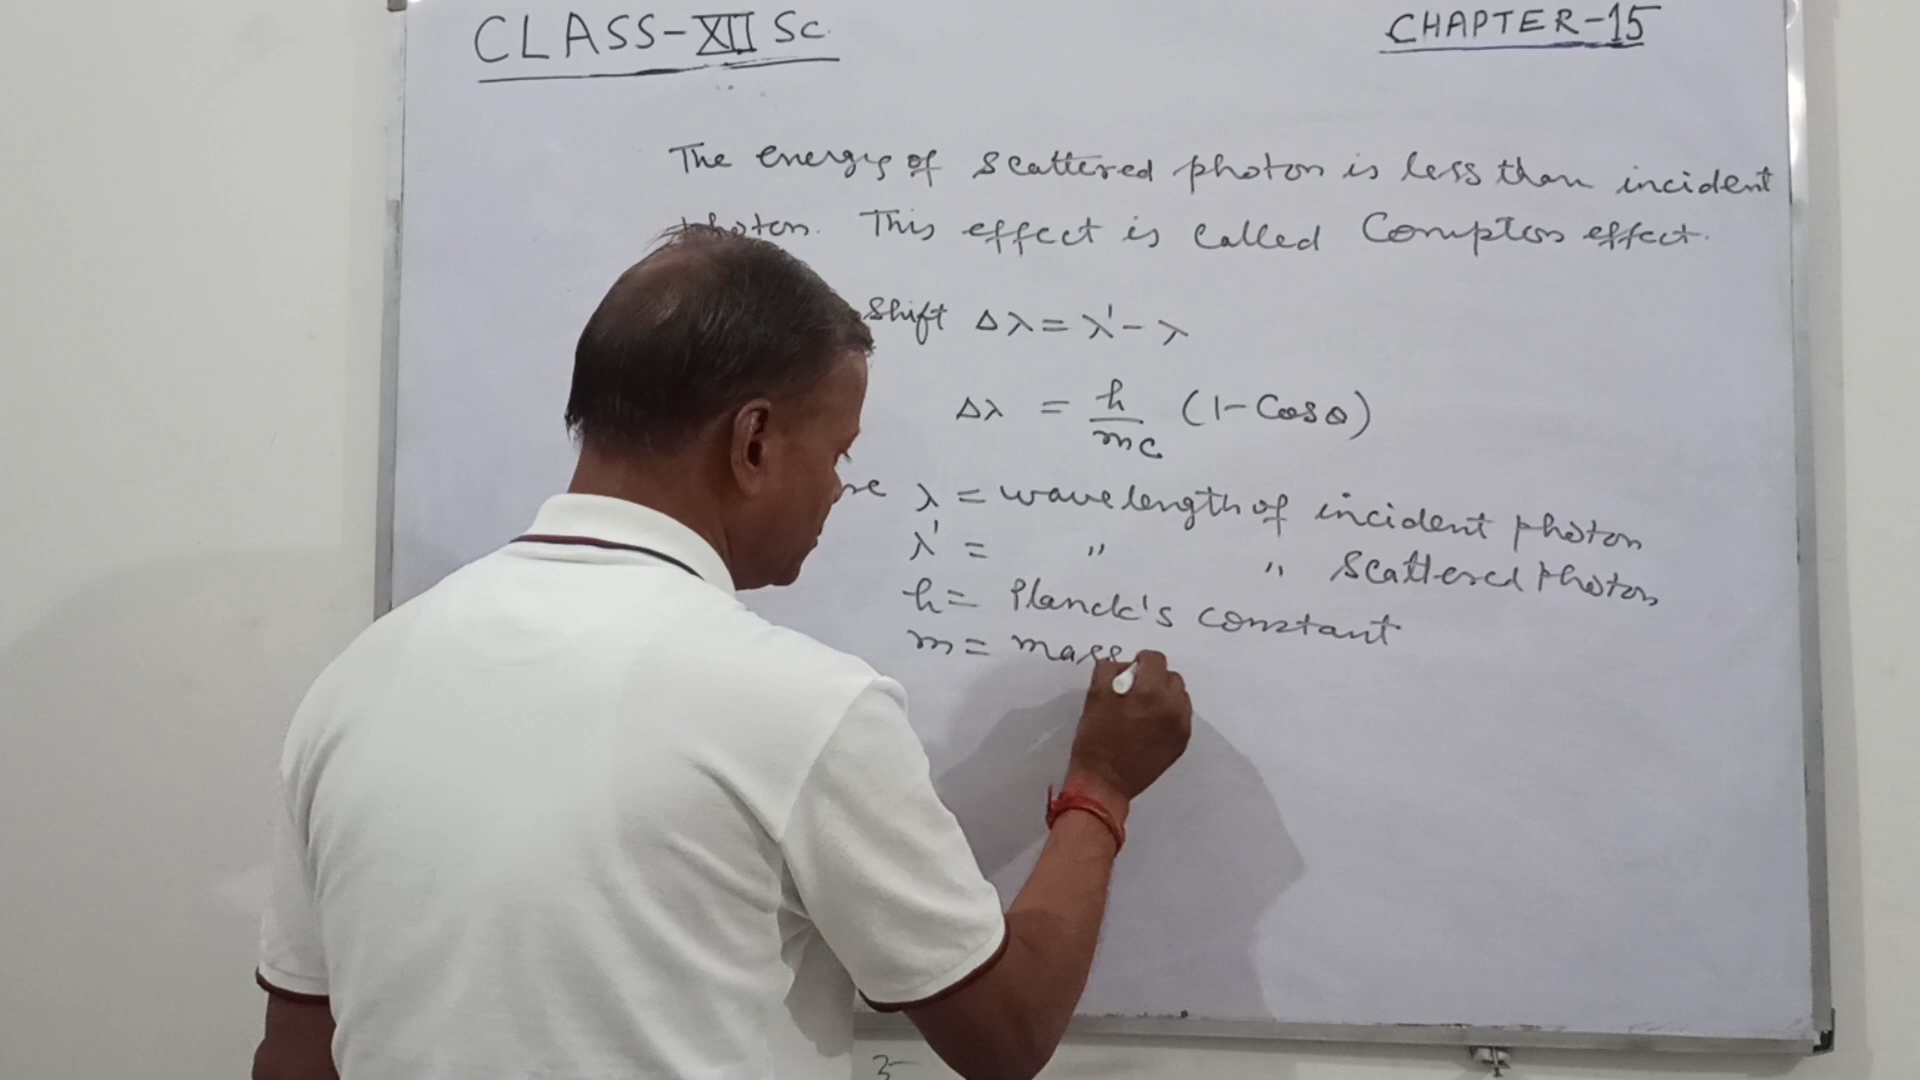 CLASS-XII Sc.
CHAPTER-15
The energy of scattered photon is less than incident
photon. This effect is called Compton effect.
Shift Δλ = λ' - λ
Δλ = h/mc (1 - Cosθ)
λ = wavelength of incident photon
λ' = " " Scattered Photon
h = Planck's constant
m = mass